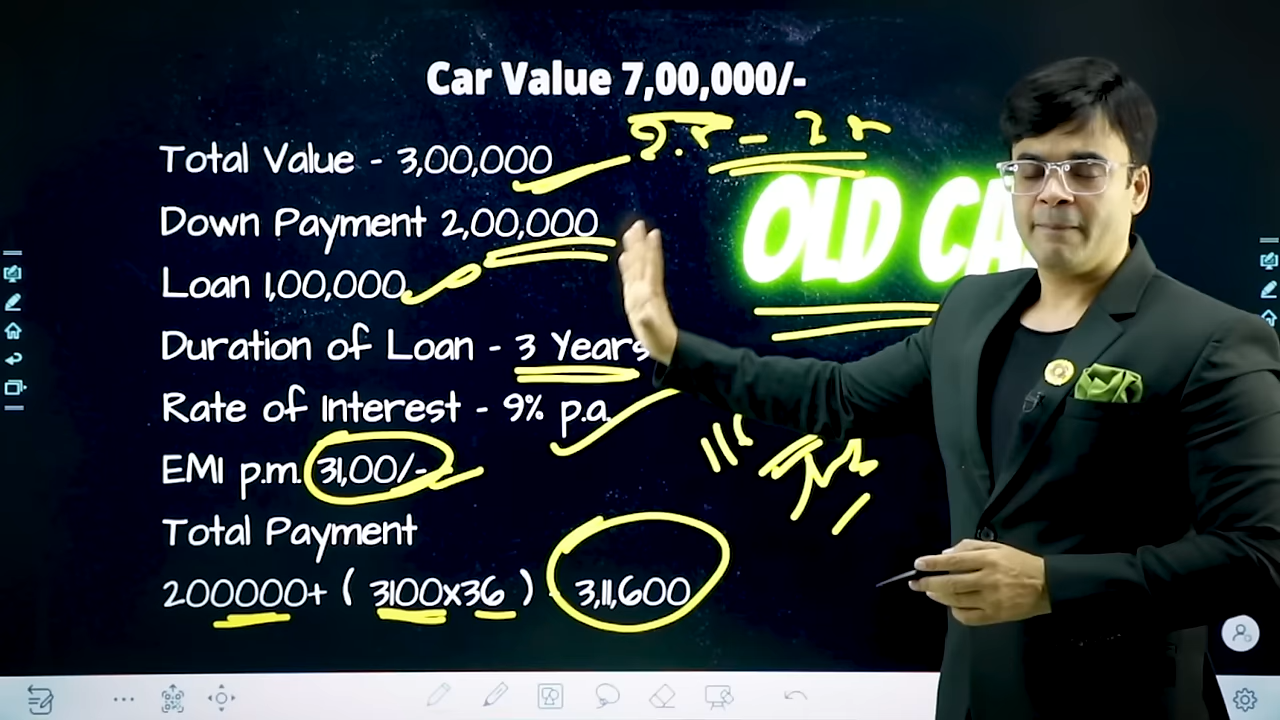 Car Value 7,00,000/-
Total Value - 3,00,000
OLD CA
Down Payment 2,00,000
Loan 1,00,000
Duration of Loan - 3 Years
Rate of Interest - 9% p.a.
EMI p.m. 31,00/-
Total Payment
200000+ ( 3100x36 ) 3,11,600